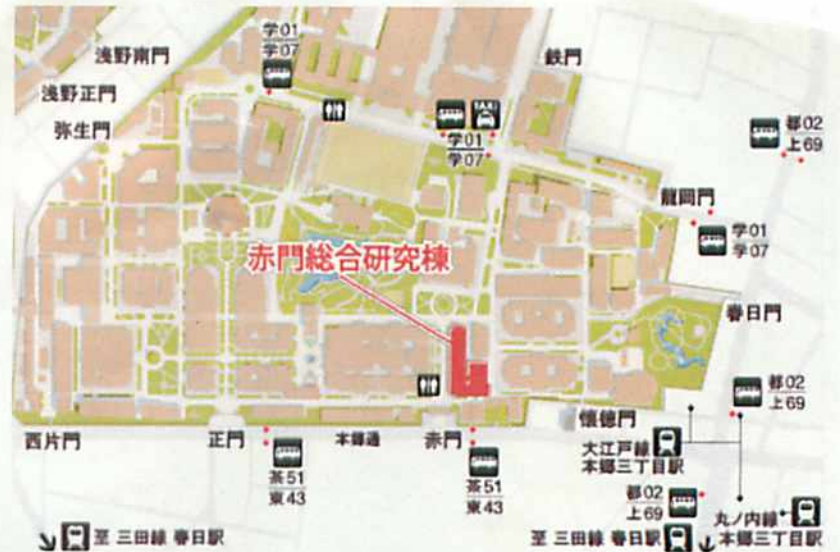 学01
学07
浅野南門
鉄門
浅野正門
TAXI
都02
上69
弥生門
学01
学07
龍岡門
学01
学07
赤門総合研究棟
春日門
都02
上69
西片門
正門
本郷通
赤門
懐徳門
大江戸線
本郷三丁目駅
茶51
東43
茶51
東43
都02
上69
丸ノ内線
本郷三丁目駅
至 三田線 春日駅
至 三田線 春日駅